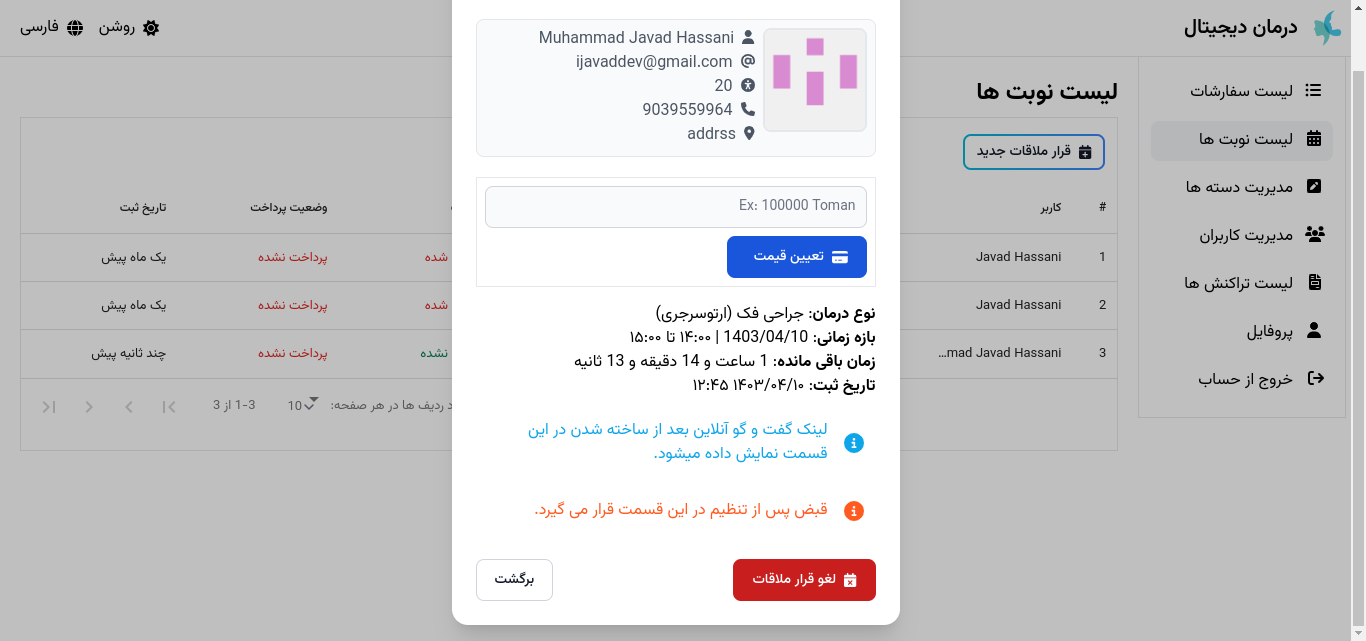 درمان دیجیتال
روشن
فارسی
لیست سفارشات
لیست نوبت ها
مدیریت دسته ها
مدیریت کاربران
لیست تراکنش ها
پروفایل
خروج از حساب
لیست نوبت ها
قرار ملاقات جدید
# کاربر وضعیت پرداخت تاریخ ثبت
1 Javad Hassani شده پرداخت نشده یک ماه پیش
2 Javad Hassani شده پرداخت نشده یک ماه پیش
3 ...mad Javad Hassani نشده پرداخت نشده چند ثانیه پیش
د ردیف ها در هر صفحه: 10 1-3 از 3
Muhammad Javad Hassani
ijavaddev@gmail.com
20
9039559964
addrss
Ex: 100000 Toman
تعیین قیمت
نوع درمان: جراحی فک (ارتوسرجری)
بازه زمانی: 1403/04/10 | ۱۴:۰۰ تا ۱۵:۰۰
زمان باقی مانده: 1 ساعت و 14 دقیقه و 13 ثانیه
تاریخ ثبت: ۱۴۰۳/۰۴/۱۰ ۱۲:۴۵
لینک گفت و گو آنلاین بعد از ساخته شدن در این
قسمت نمایش داده میشود.
قبض پس از تنظیم در این قسمت قرار می گیرد.
لغو قرار ملاقات
برگشت